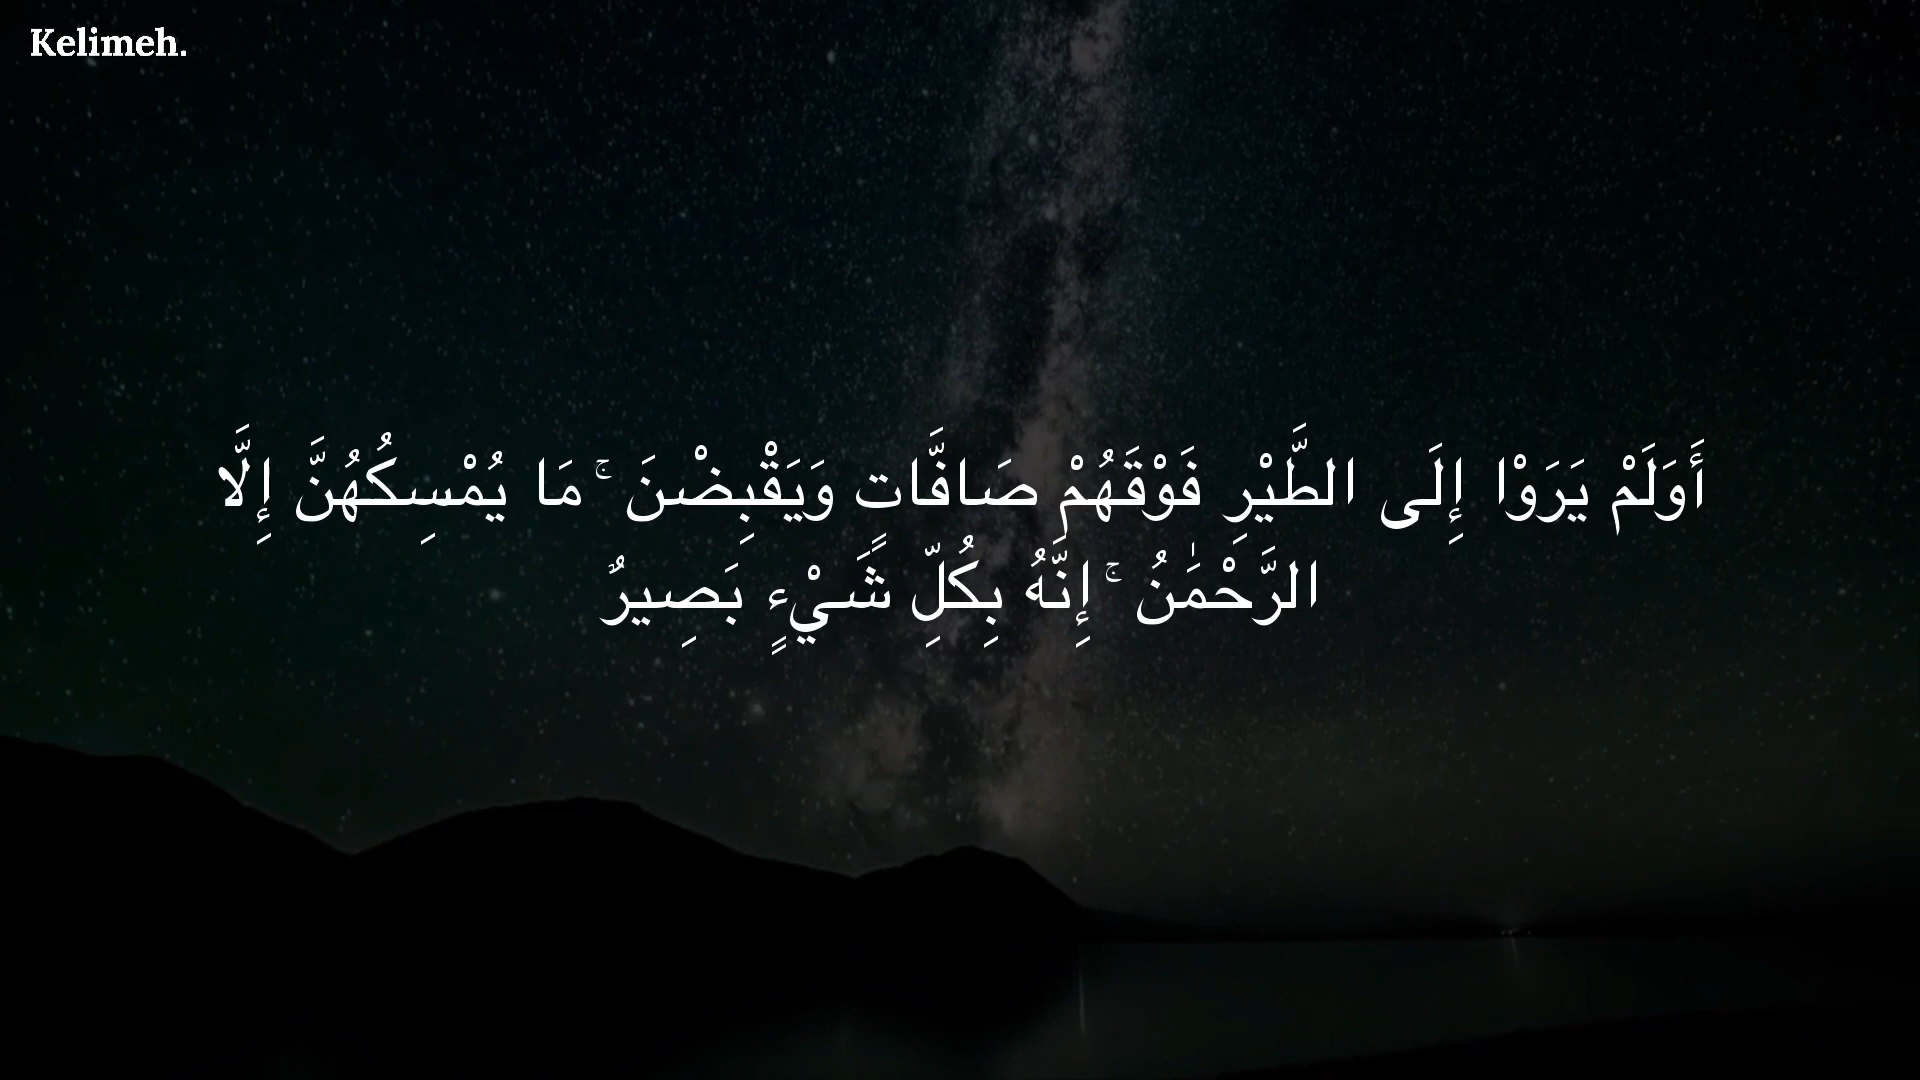 Kelimeh.
أَوَلَمْ يَرَوْا إِلَى الطَّيْرِ فَوْقَهُمْ صَافَّاتٍ وَيَقْبِضْنَ ۚ مَا يُمْسِكُهُنَّ إِلَّا
الرَّحْمَٰنُ ۚ إِنَّهُ بِكُلِّ شَيْءٍ بَصِيرٌ